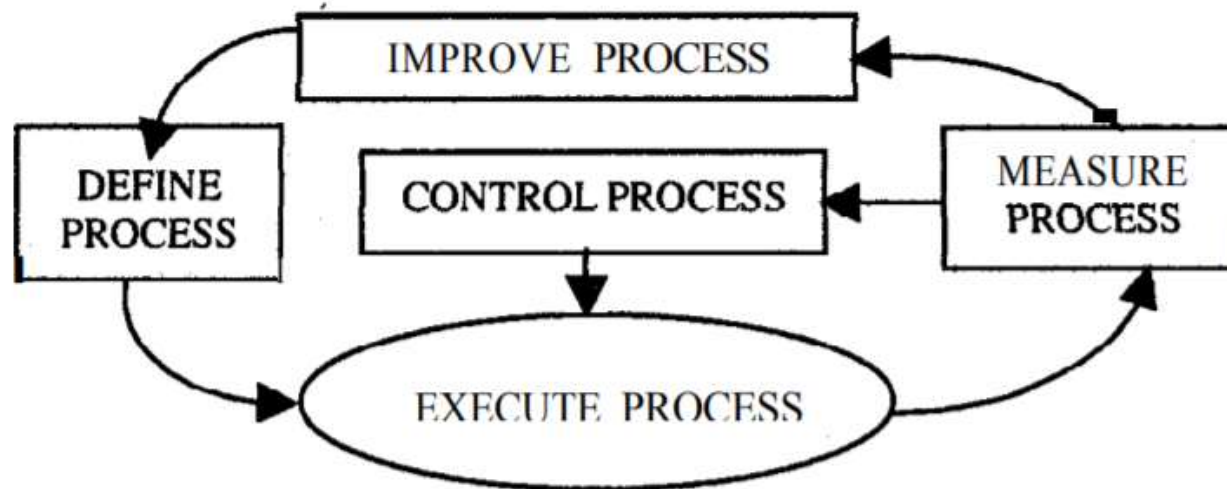 IMPROVE PROCESS
DEFINE
PROCESS
CONTROL PROCESS
MEASURE
PROCESS
EXECUTE PROCESS